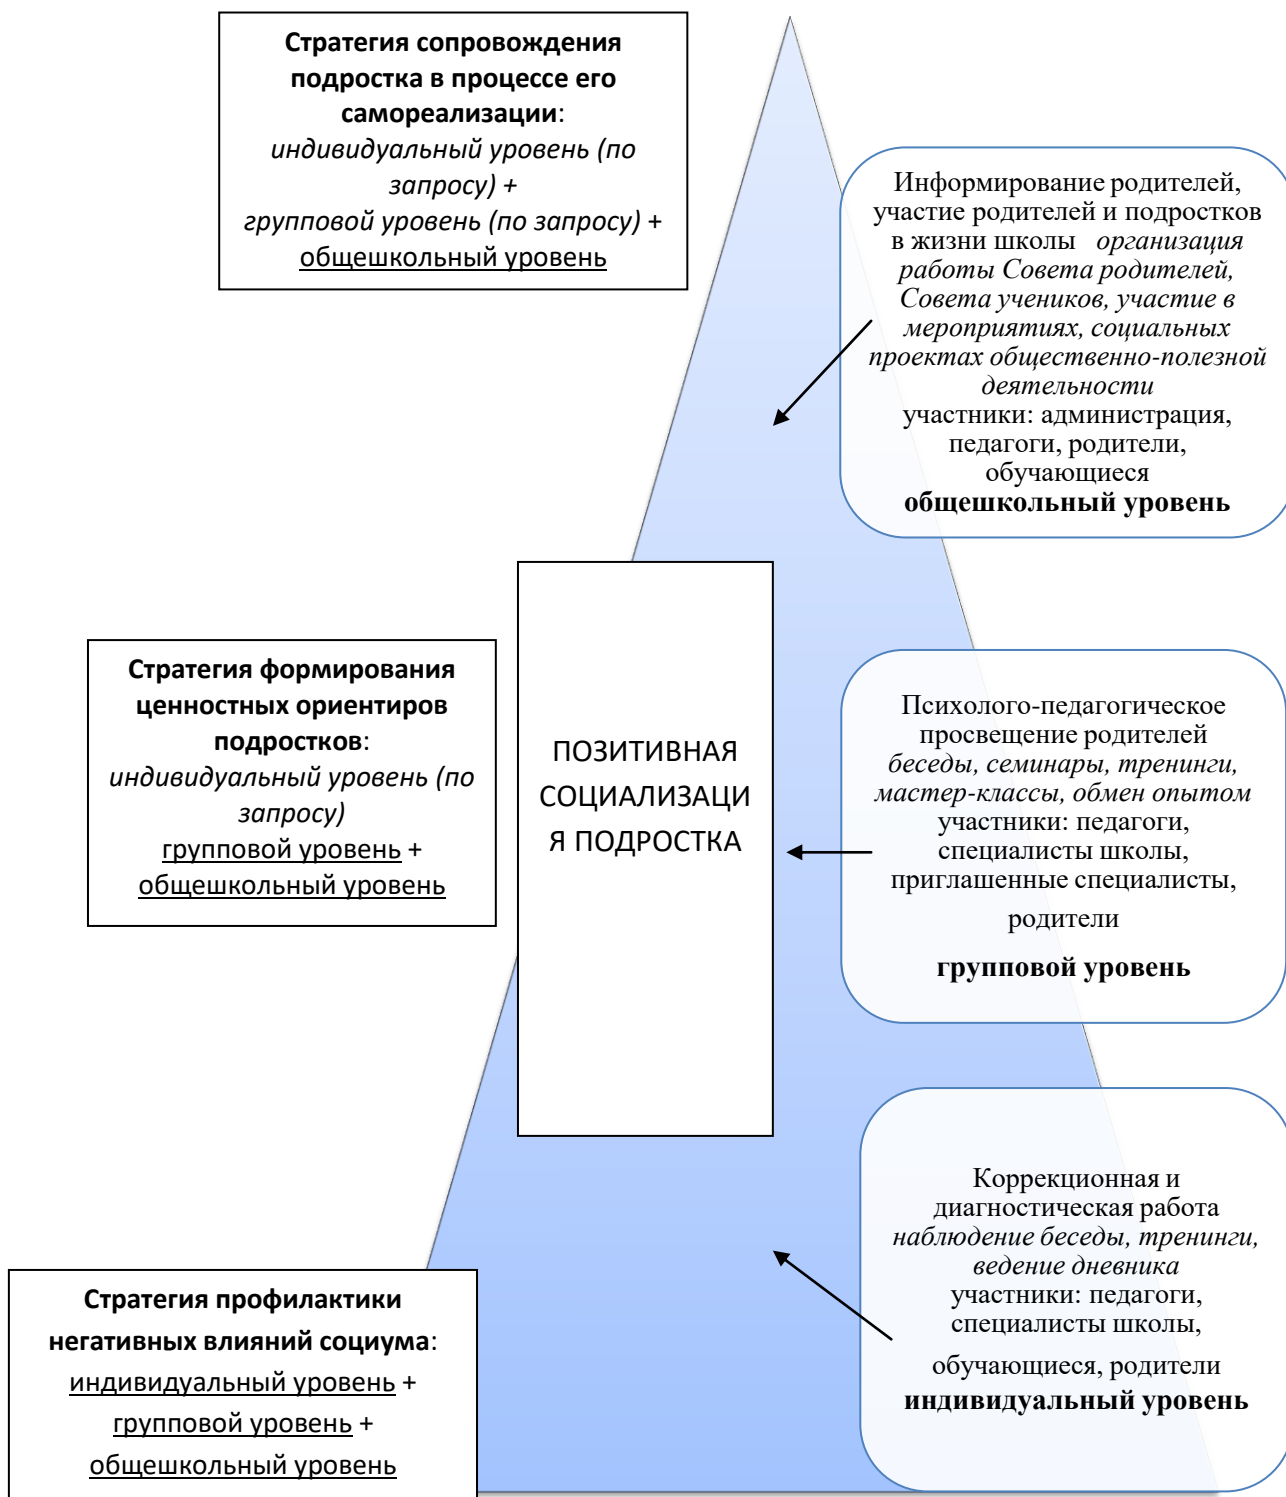 Стратегия сопровождения
подростка в процессе его
самореализации:
индивидуальный уровень (по
запросу) +
групповой уровень (по запросу) +
общешкольный уровень
Информирование родителей,
участие родителей и подростков
в жизни школы организация
работы Совета родителей,
Совета учеников, участие в
мероприятиях, социальных
проектах общественно-полезной
деятельности
участники: администрация,
педагоги, родители,
обучающиеся
общешкольный уровень
Стратегия формирования
ценностных ориентиров
подростков:
индивидуальный уровень (по
запросу)
групповой уровень +
общешкольный уровень
ПОЗИТИВНАЯ
СОЦИАЛИЗАЦИ
Я ПОДРОСТКА
Психолого-педагогическое
просвещение родителей
беседы, семинары, тренинги,
мастер-классы, обмен опытом
участники: педагоги,
специалисты школы,
приглашенные специалисты,
родители
групповой уровень
Стратегия профилактики
негативных влияний социума:
индивидуальный уровень +
групповой уровень +
общешкольный уровень
Коррекционная и
диагностическая работа
наблюдение беседы, тренинги,
ведение дневника
участники: педагоги,
специалисты школы,
обучающиеся, родители
индивидуальный уровень